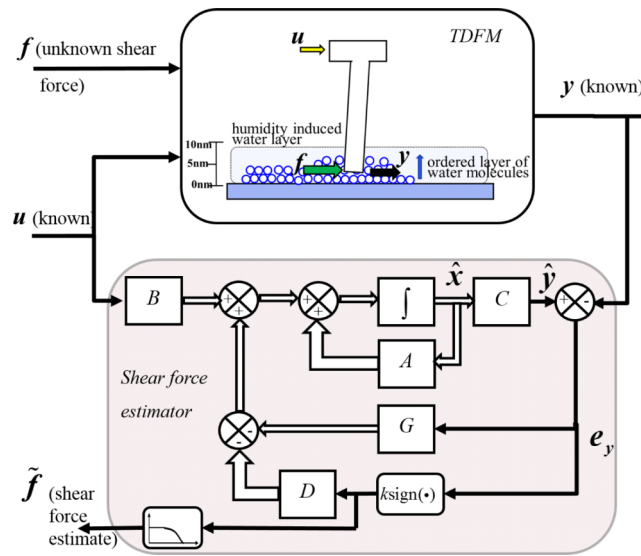 TDFM
f (unknown shear
force)
u
y (known)
humidity induced
water layer
10nm
5nm
0nm
f
y
ordered layer of
water molecules
u (known)
x̂
ŷ
B
+ +
+ +
∫
C
+ -
A
Shear force
estimator
- -
G
e_y
f̃ (shear
force
estimate)
D
ksign(•)